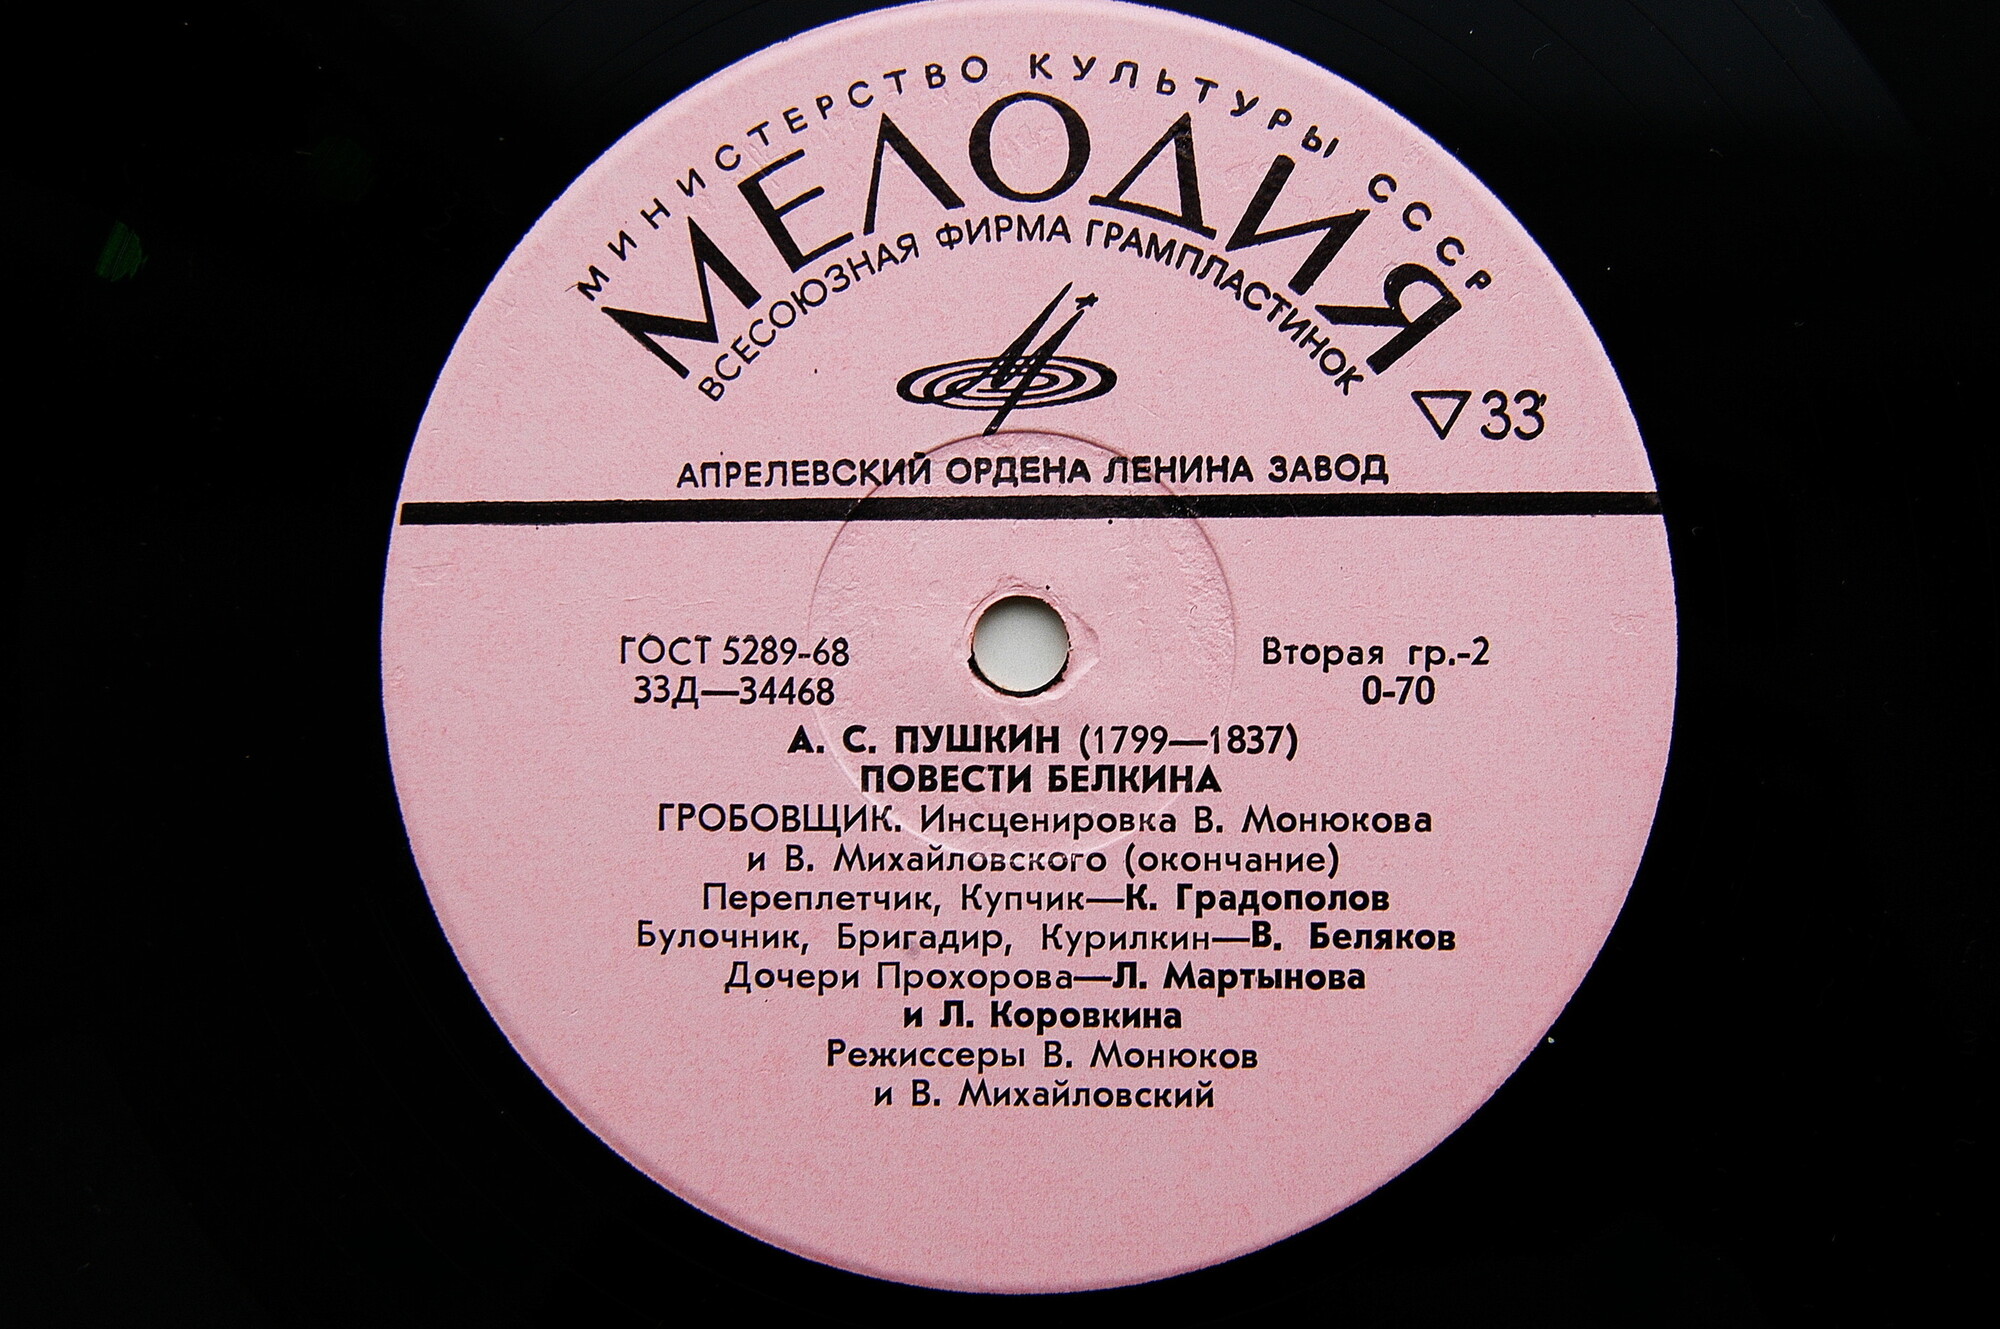 МИНИСТЕРСТВО КУЛЬТУРЫ СССР
МЕЛОДИЯ
ВСЕСОЮЗНАЯ ФИРМА ГРАМПЛАСТИНОК
▽33
АПРЕЛЕВСКИЙ ОРДЕНА ЛЕНИНА ЗАВОД
ГОСТ 5289-68
33Д—34468
Вторая гр.-2
0-70
А. С. ПУШКИН (1799—1837)
ПОВЕСТИ БЕЛКИНА
ГРОБОВЩИК. Инсценировка В. Монюкова
и В. Михайловского (окончание)
Переплетчик, Купчик—К. Градополов
Булочник, Бригадир, Курилкин—В. Беляков
Дочери Прохорова—Л. Мартынова
и Л. Коровкина
Режиссеры В. Монюков
и В. Михайловский